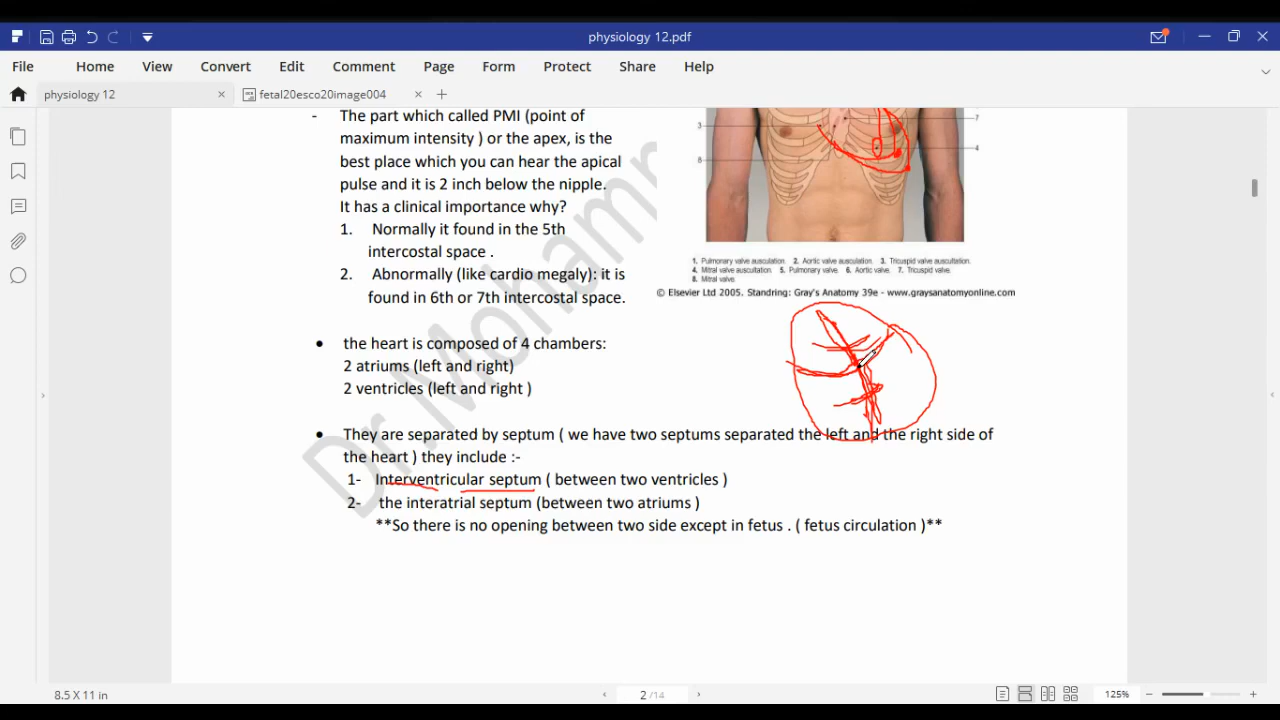 physiology 12.pdf
File Home View Convert Edit Comment Page Form Protect Share Help
physiology 12 × fetal20esco20image004 × +
- The part which called PMI (point of
maximum intensity ) or the apex, is the
best place which you can hear the apical
pulse and it is 2 inch below the nipple.
It has a clinical importance why?
1. Normally it found in the 5th
intercostal space .
2. Abnormally (like cardio megaly): it is
found in 6th or 7th intercostal space.
3
8
7
4
1. Pulmonary valve auscultation. 2. Aortic valve auscultation. 3. Tricuspid valve auscultation.
4. Mitral valve auscultation 5. Pulmonary valve. 6. Aortic valve. 7. Tricuspid valve.
8. Mitral valve.
© Elsevier Ltd 2005. Standring: Gray's Anatomy 39e - www.graysanatomyonline.com
• the heart is composed of 4 chambers:
2 atriums (left and right)
2 ventricles (left and right )
• They are separated by septum ( we have two septums separated the left and the right side of
the heart ) they include :-
1- Interventricular septum ( between two ventricles )
2- the interatrial septum (between two atriums )
**So there is no opening between two side except in fetus . ( fetus circulation )**
Dr.Mohamm
8.5 X 11 in
2 /14
125%